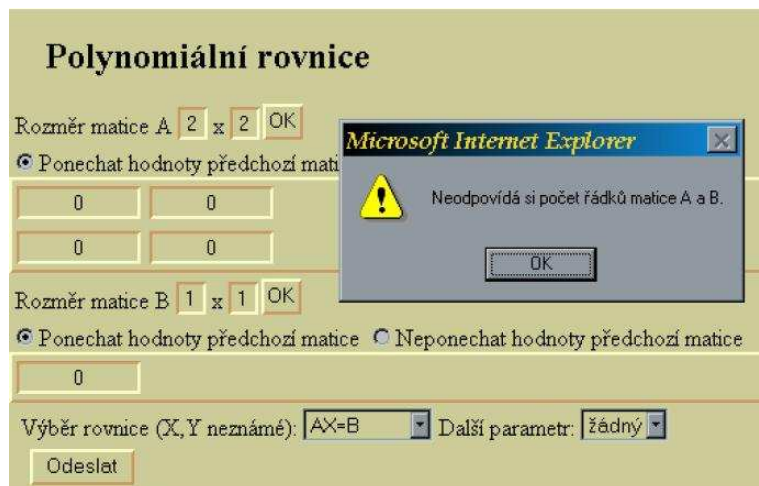 Polynomiální rovnice
Rozměr matice A 2 x 2 OK
Ponechat hodnoty předchozí mati
0 0
0 0
Microsoft Internet Explorer
Neodpovídá si počet řádků matice A a B.
OK
Rozměr matice B 1 x 1 OK
Ponechat hodnoty předchozí matice Neponechat hodnoty předchozí matice
0
Výběr rovnice (X,Y neznámé): AX=B Další parametr: žádný
Odeslat